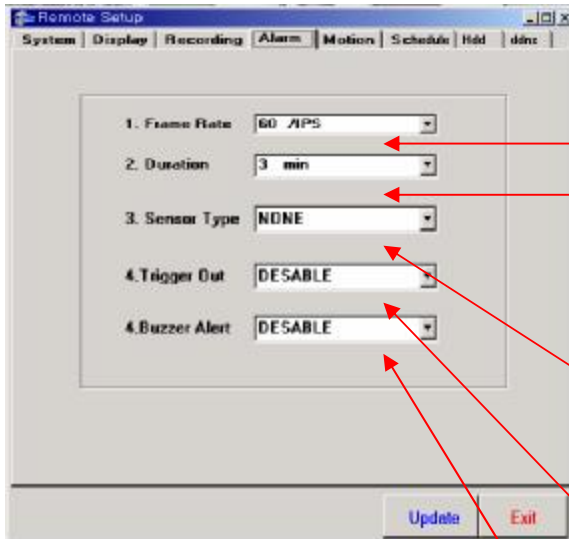 Remote Setup
System Display Recording Alarm Motion Schedule Hdd ddns
1. Frame Rate 60 /IPS
2. Duration 3 min
3. Sensor Type NONE
4.Trigger Out DESABLE
4.Buzzer Alert DESABLE
Update Exit